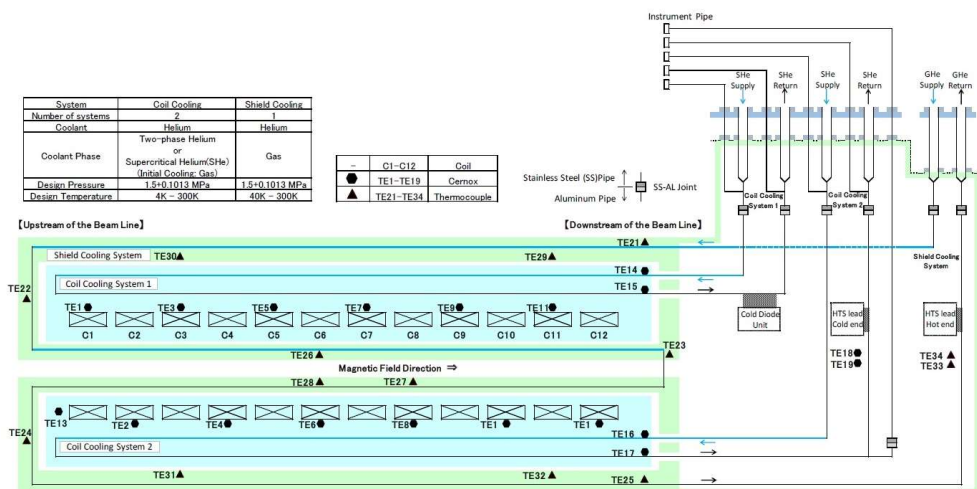 Instrument Pipe
SHe Supply
SHe Return
SHe Supply
SHe Return
GHe Supply
GHe Return
System Coil Cooling Shield Cooling
Number of systems 2 1
Coolant Helium Helium
Coolant Phase Two-phase Helium or Supercritical Helium(SHe) (Initial Cooling: Gas) Gas
Design Pressure 1.5+0.1013 MPa 1.5+0.1013 MPa
Design Temperature 4K - 300K 40K - 300K
- C1-C12 Coil
TE1-TE19 Cernox
TE21-TE34 Thermocouple
Stainless Steel (SS)Pipe
Aluminum Pipe
SS-AL Joint
Coil Cooling System 1
Coil Cooling System 2
【Upstream of the Beam Line】
【Downstream of the Beam Line】
TE21
Shield Cooling System
TE30
TE29
Shield Cooling System
TE14
Coil Cooling System 1
TE15
TE22
TE1 TE3 TE5 TE7 TE9 TE11
C1 C2 C3 C4 C5 C6 C7 C8 C9 C10 C11 C12
Cold Diode Unit
HTS lead Cold end
HTS lead Hot end
TE26
TE23
TE18
TE19
TE34
TE33
Magnetic Field Direction ⇒
TE28
TE27
TE13
TE2 TE4 TE6 TE8 TE1 TE1
TE24
TE16
Coil Cooling System 2
TE17
TE31
TE32
TE25